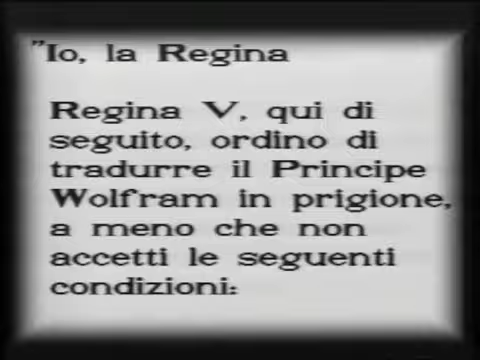 "Io, la Regina
Regina V, qui di
seguito, ordino di
tradurre il Principe
Wolfram in prigione,
a meno che non
accetti le seguenti
condizioni: